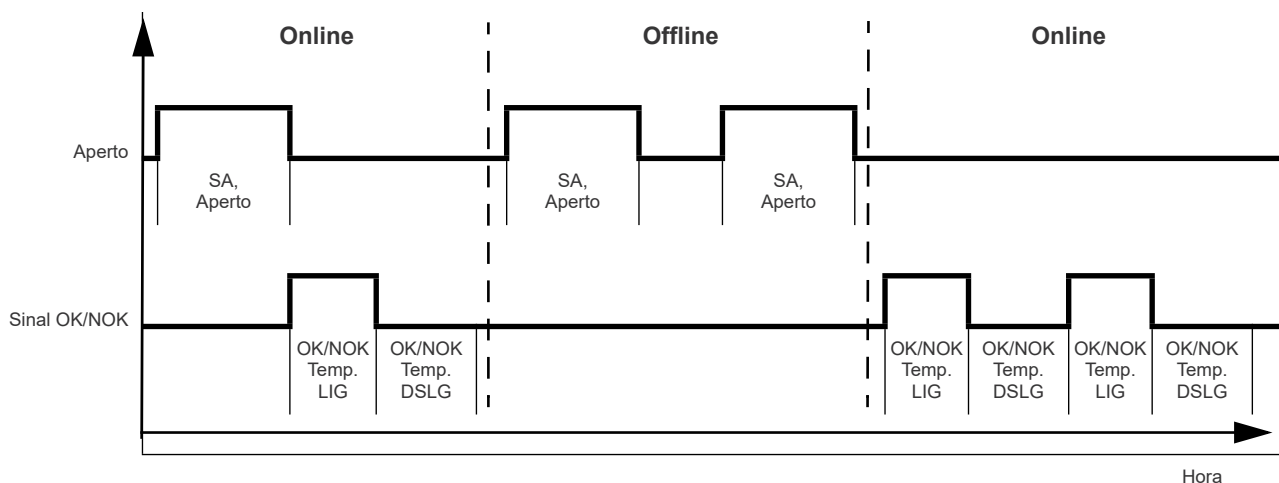 Online
Offline
Online
Aperto
SA,
Aperto
SA,
Aperto
SA,
Aperto
Sinal OK/NOK
OK/NOK
Temp.
LIG
OK/NOK
Temp.
DSLG
OK/NOK
Temp.
LIG
OK/NOK
Temp.
DSLG
OK/NOK
Temp.
LIG
OK/NOK
Temp.
DSLG
Hora